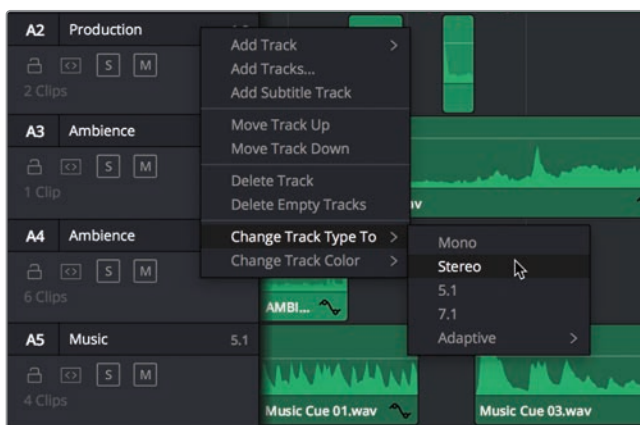 A2 Production
S M
2 Clips
A3 Ambience
S M
1 Clip
A4 Ambience
S M
6 Clips
A5 Music 5.1
S M
4 Clips
Add Track
Add Tracks...
Add Subtitle Track
Move Track Up
Move Track Down
Delete Track
Delete Empty Tracks
Change Track Type To
Change Track Color
Mono
Stereo
5.1
7.1
Adaptive
AMBI...
Music Cue 01.wav
Music Cue 03.wav